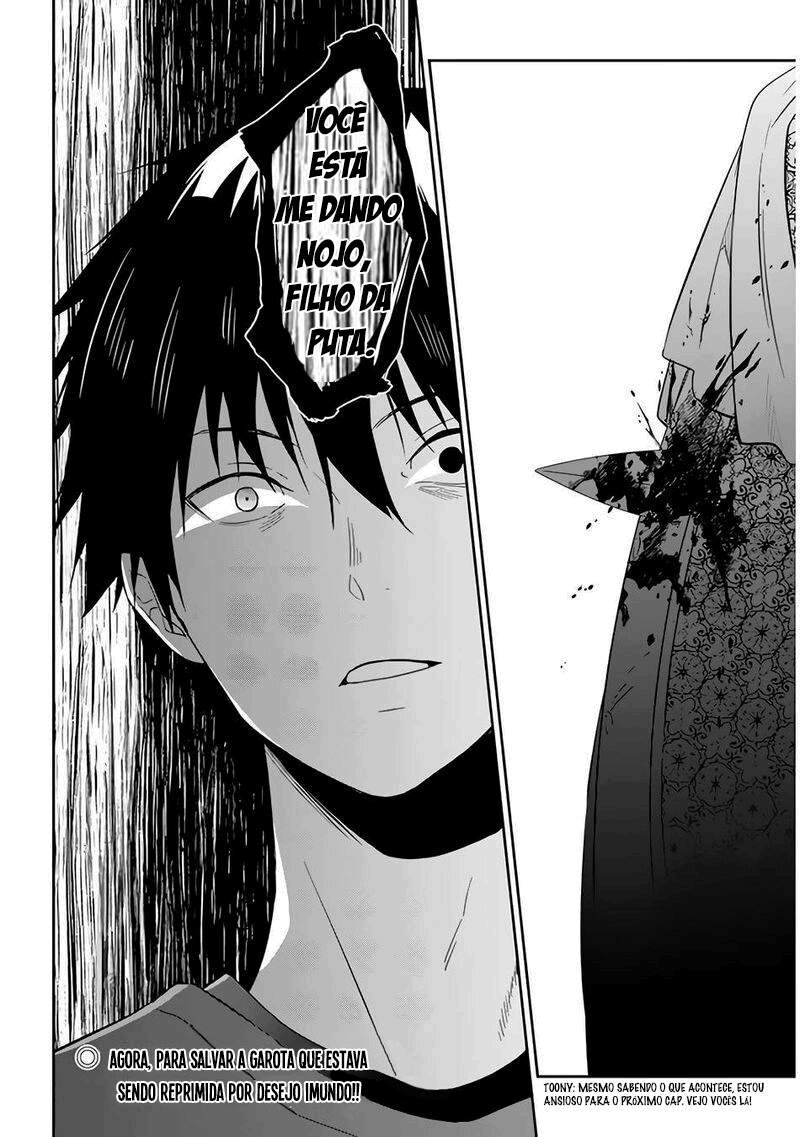 VOCÊ
ESTÁ
ME DANDO
NOJO,
FILHO DA
PUTA.
AGORA, PARA SALVAR A GAROTA QUE ESTAVA
SENDO REPRIMIDA POR DESEJO IMUNDO!!
TOONY: MESMO SABENDO O QUE ACONTECE, ESTOU
ANSIOSO PARA O PRÓXIMO CAP. VEJO VOCÊS LÁ!